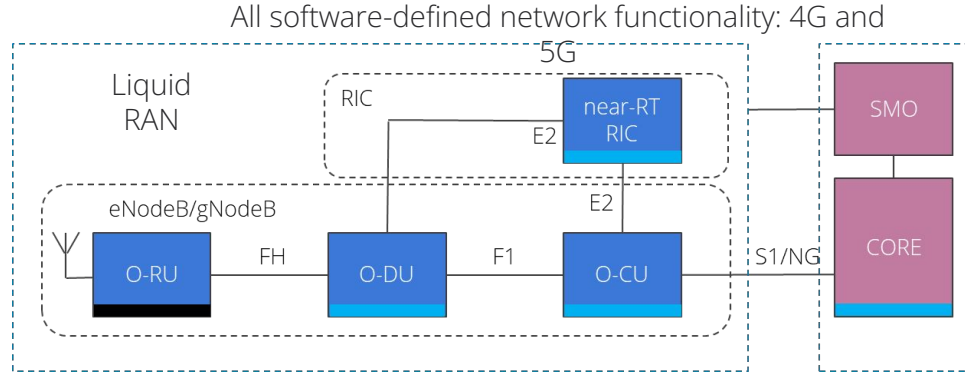 All software-defined network functionality: 4G and
5G
Liquid
RAN
RIC
near-RT
RIC
E2
E2
SMO
eNodeB/gNodeB
O-RU
FH
O-DU
F1
O-CU
S1/NG
CORE